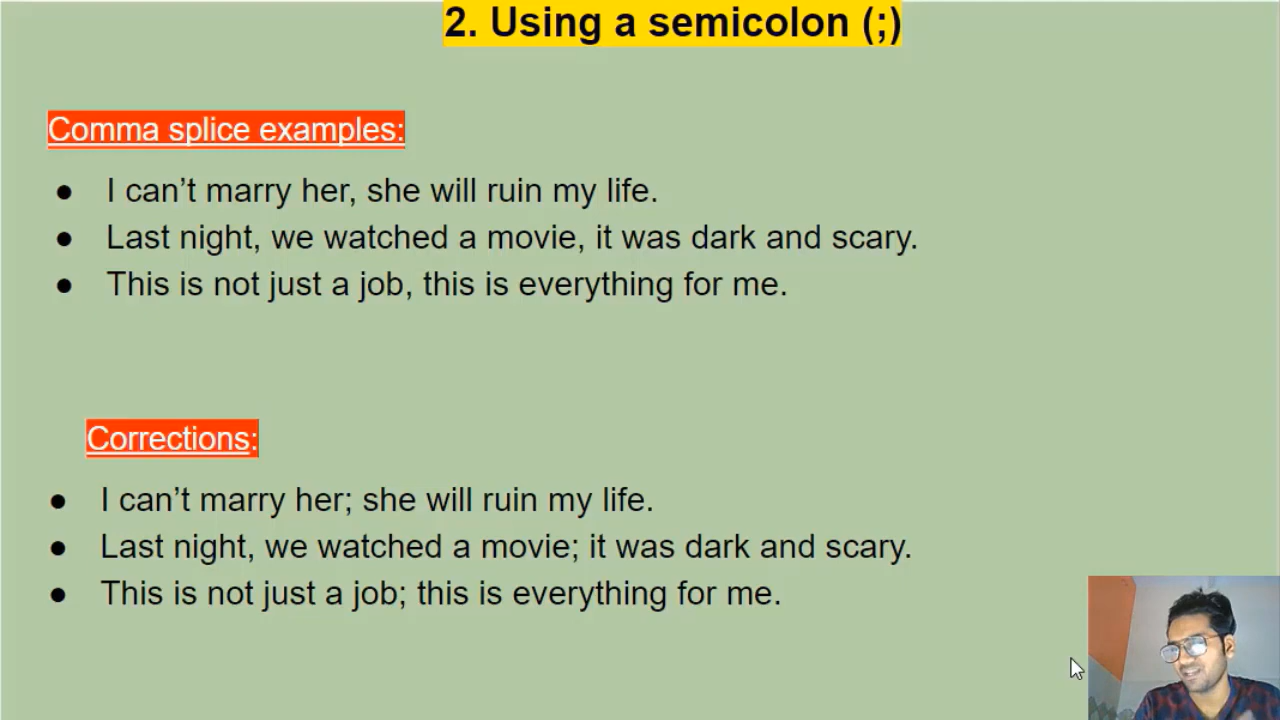 2. Using a semicolon (;)
Comma splice examples:
● I can’t marry her, she will ruin my life.
● Last night, we watched a movie, it was dark and scary.
● This is not just a job, this is everything for me.
Corrections:
● I can’t marry her; she will ruin my life.
● Last night, we watched a movie; it was dark and scary.
● This is not just a job; this is everything for me.